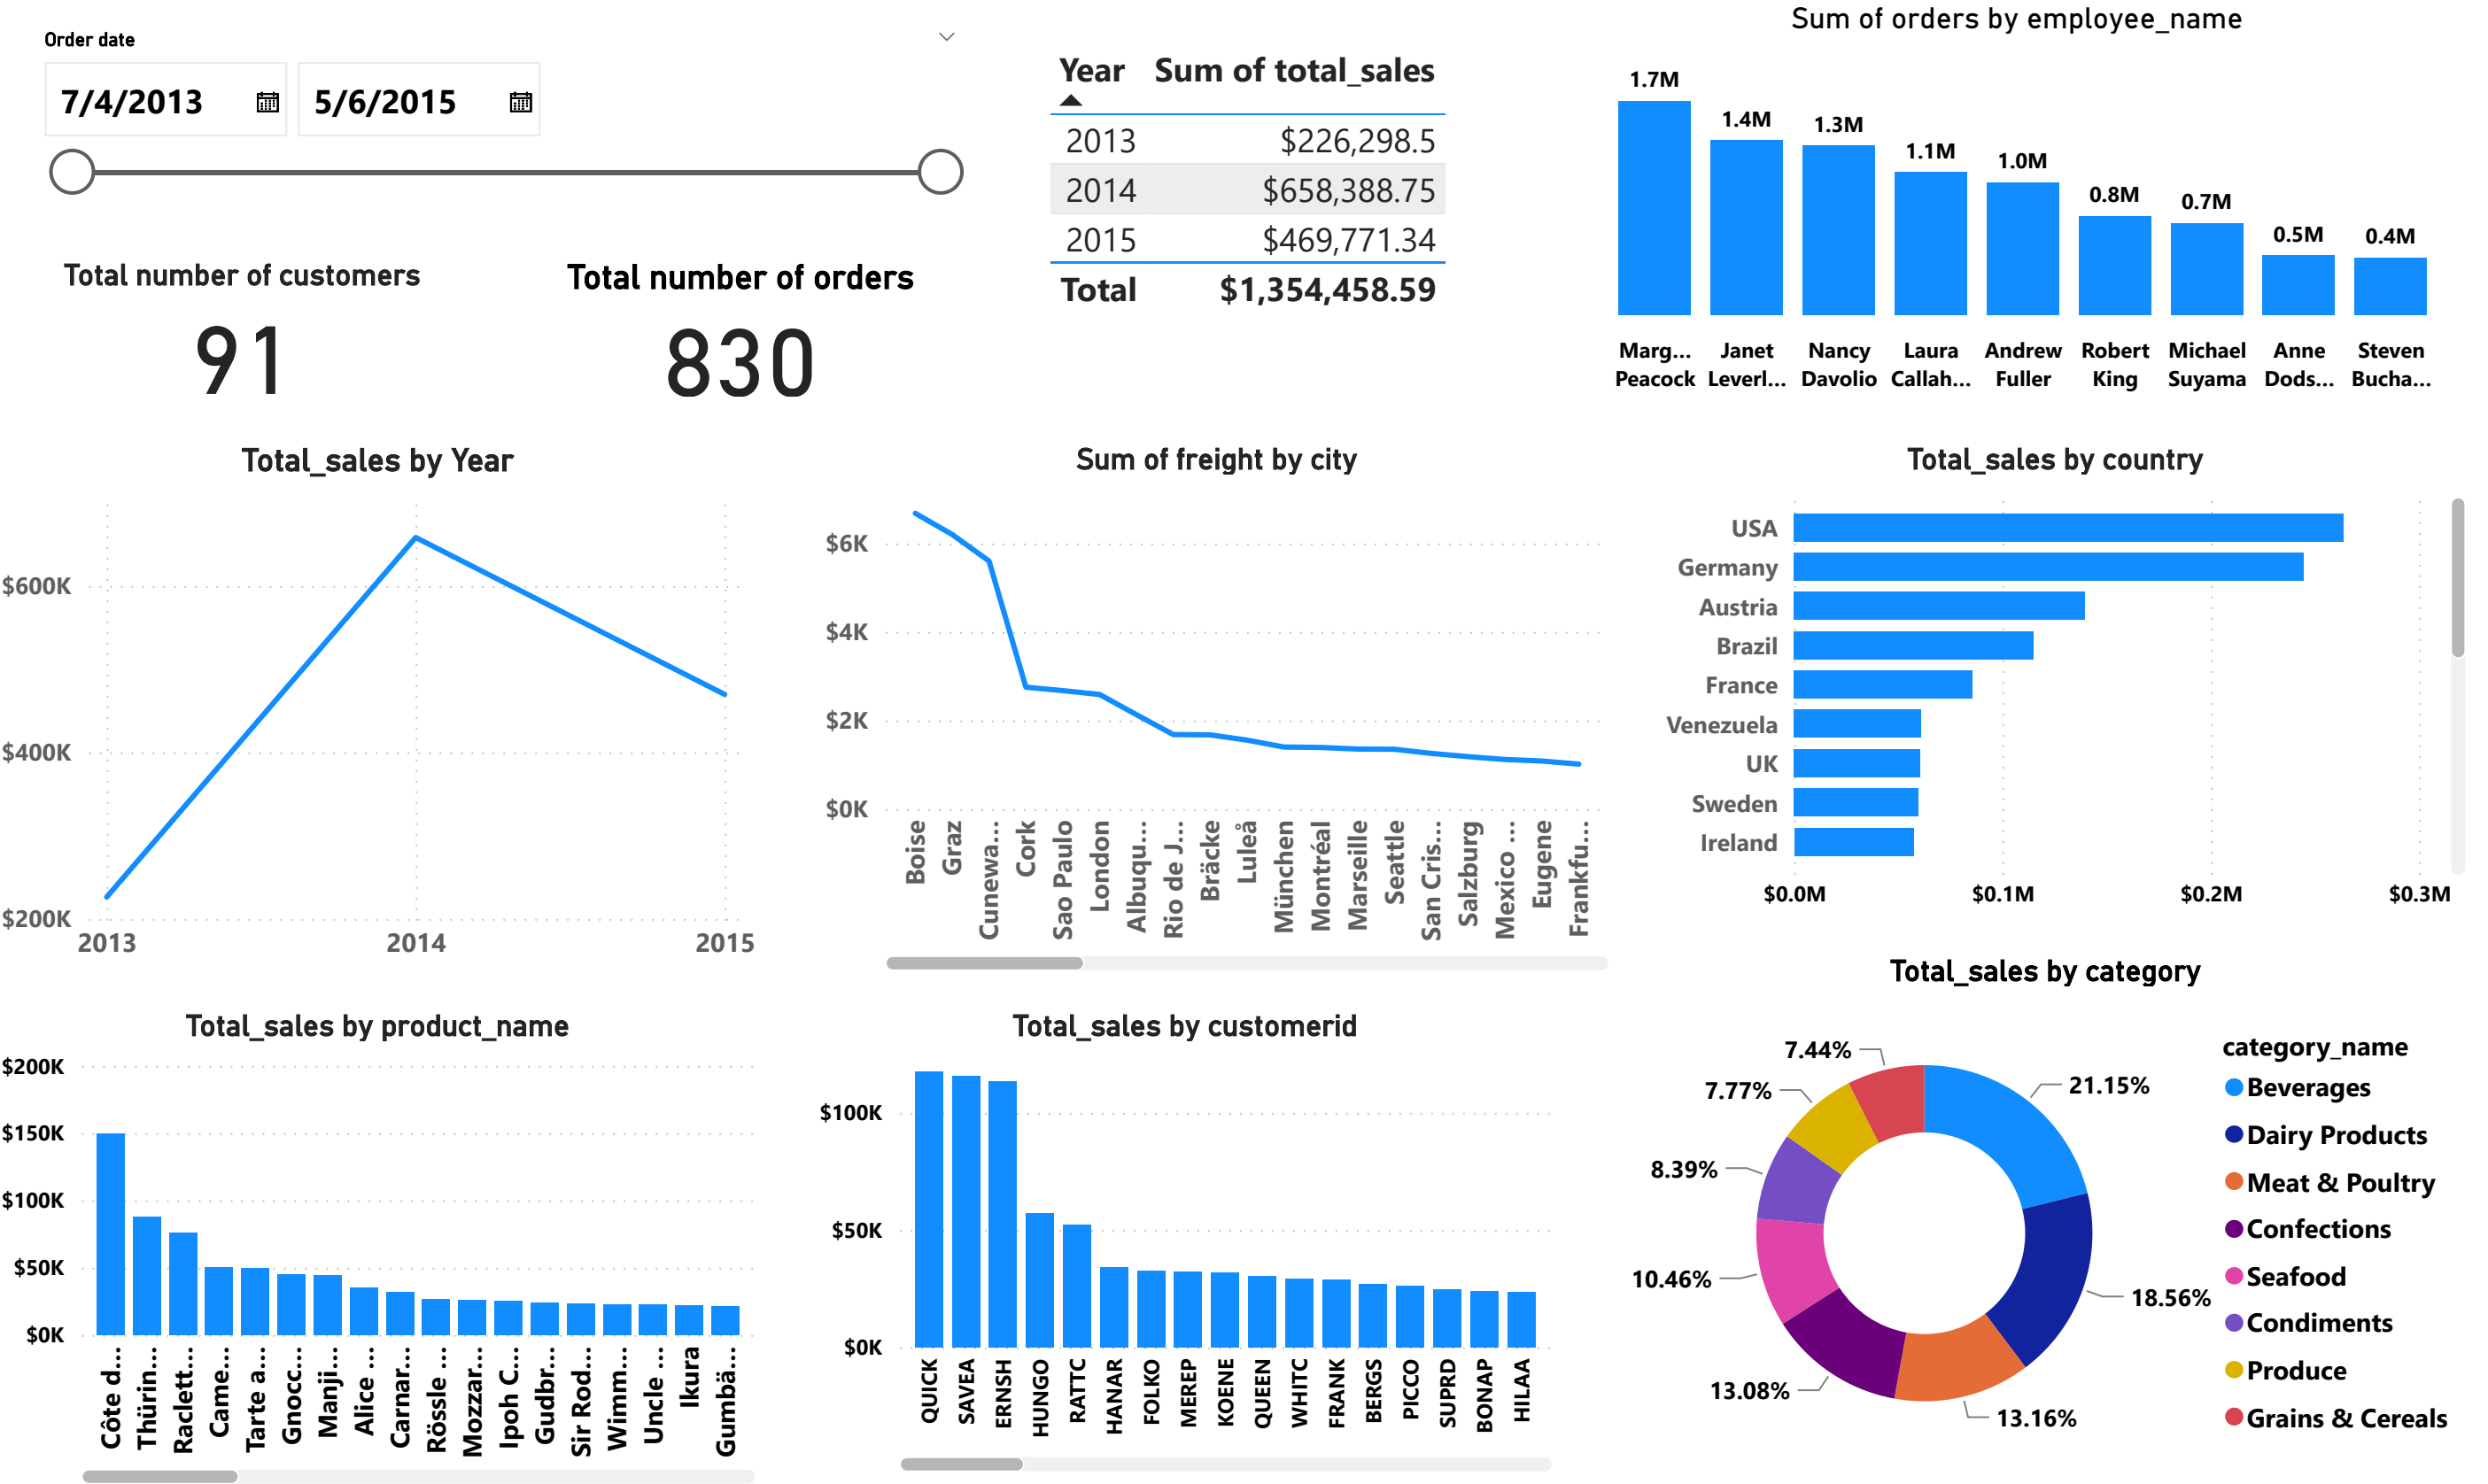 Order date
7/4/2013
5/6/2015
Total number of customers
91
Total number of orders
830
Year Sum of total_sales
2013 $226,298.5
2014 $658,388.75
2015 $469,771.34
Total $1,354,458.59
Sum of orders by employee_name
1.7M
1.4M
1.3M
1.1M
1.0M
0.8M
0.7M
0.5M
0.4M
Marg...
Peacock
Janet
Leverl...
Nancy
Davolio
Laura
Callah...
Andrew
Fuller
Robert
King
Michael
Suyama
Anne
Dods...
Steven
Bucha...
Total_sales by Year
$600K
$400K
$200K
2013
2014
2015
Sum of freight by city
$6K
$4K
$2K
$0K
Boise
Graz
Cunewa...
Cork
Sao Paulo
London
Albuqu...
Rio de J...
Bräcke
Luleå
München
Montréal
Marseille
Seattle
San Cris...
Salzburg
Mexico ...
Eugene
Frankfu...
Total_sales by country
USA
Germany
Austria
Brazil
France
Venezuela
UK
Sweden
Ireland
$0.0M
$0.1M
$0.2M
$0.3M
Total_sales by product_name
$200K
$150K
$100K
$50K
$0K
Côte d...
Thürin...
Raclett...
Came...
Tarte a...
Gnocc...
Manji...
Alice ...
Carnar...
Rössle ...
Mozzar...
Ipoh C...
Gudbr...
Sir Rod...
Wimm...
Uncle ...
Ikura
Gumbä...
Total_sales by customerid
$100K
$50K
$0K
QUICK
SAVEA
ERNSH
HUNGO
RATTC
HANAR
FOLKO
MEREP
KOENE
QUEEN
WHITC
FRANK
BERGS
PICCO
SUPRD
BONAP
HILAA
Total_sales by category
7.44%
7.77%
8.39%
10.46%
13.08%
13.16%
18.56%
21.15%
category_name
Beverages
Dairy Products
Meat & Poultry
Confections
Seafood
Condiments
Produce
Grains & Cereals